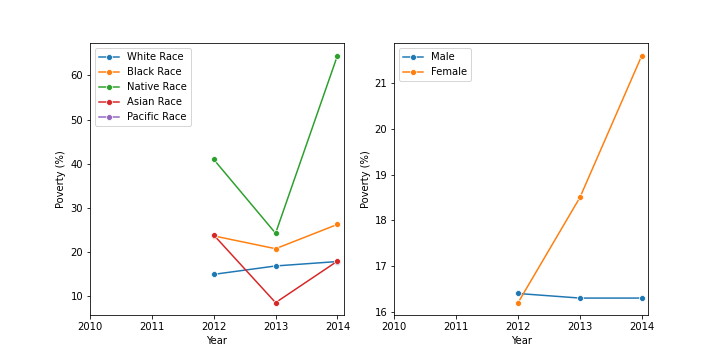 White Race
Black Race
Native Race
Asian Race
Pacific Race
Poverty (%)
60
50
40
30
20
10
2010 2011 2012 2013 2014
Year
Male
Female
Poverty (%)
21
20
19
18
17
16
2010 2011 2012 2013 2014
Year